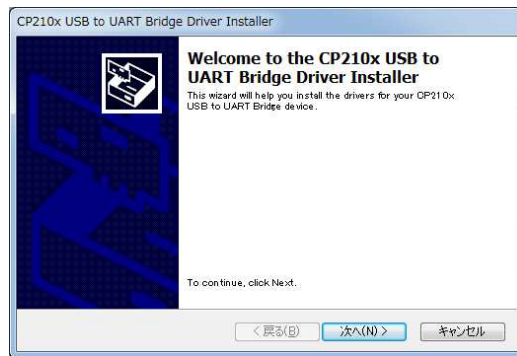 CP210x USB to UART Bridge Driver Installer
Welcome to the CP210x USB to
UART Bridge Driver Installer
This wizard will help you install the drivers for your CP210x
USB to UART Bridge device.
To continue, click Next.
< 戻る(B)
次へ(N) >
キャンセル